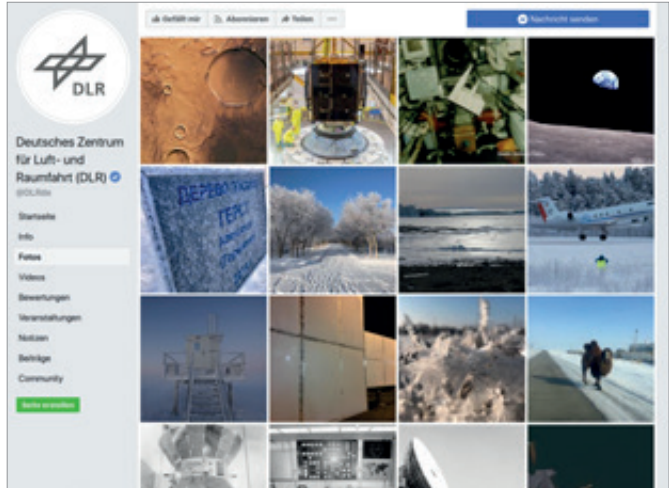 DLR
Deutsches Zentrum
für Luft- und
Raumfahrt (DLR)
@DLRde
Startseite
Info
Fotos
Videos
Bewertungen
Veranstaltungen
Notizen
Beiträge
Community
Seite erstellen
Gefällt mir
Abonnieren
Teilen
Nachricht senden
ДЕРЕВО